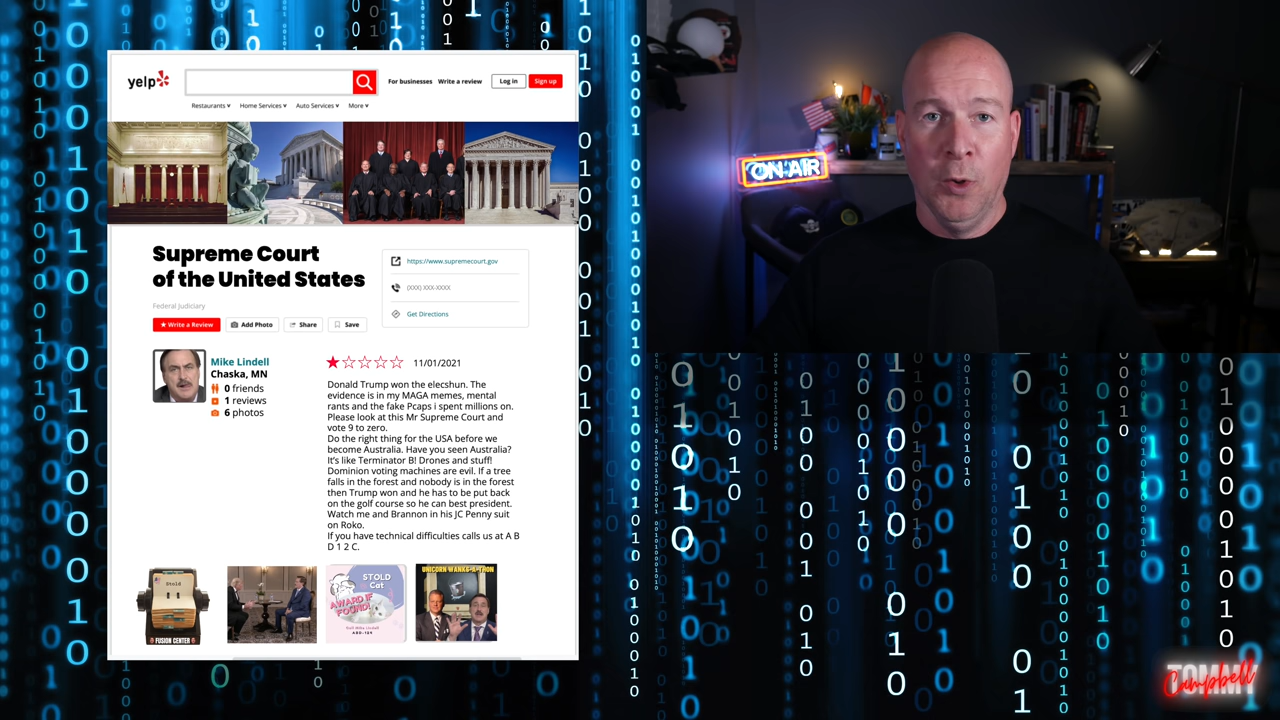 yelp
For businesses
Write a review
Log in
Sign up
Restaurants
Home Services
Auto Services
More
ON AIR
Supreme Court
of the United States
https://www.supremecourt.gov
(XXX) XXX-XXXX
Get Directions
Federal Judiciary
Write a Review
Add Photo
Share
Save
Mike Lindell
Chaska, MN
0 friends
1 reviews
6 photos
11/01/2021
Donald Trump won the elecshun. The
evidence is in my MAGA memes, mental
rants and the fake Pcaps i spent millions on.
Please look at this Mr Supreme Court and
vote 9 to zero.
Do the right thing for the USA before we
become Australia. Have you seen Australia?
It's like Terminator B! Drones and stuff!
Dominion voting machines are evil. If a tree
falls in the forest and nobody is in the forest
then Trump won and he has to be put back
on the golf course so he can best president.
Watch me and Brannon in his JC Penny suit
on Roko.
If you have technical difficulties calls us at A B
D 1 2 C.
Stold
FUSION CENTER
STOLD
Cat
AWARD IF
FOUND!
Call Mike Lindell
UNICORN WANKS-A-THON
TOMMY
Campbell